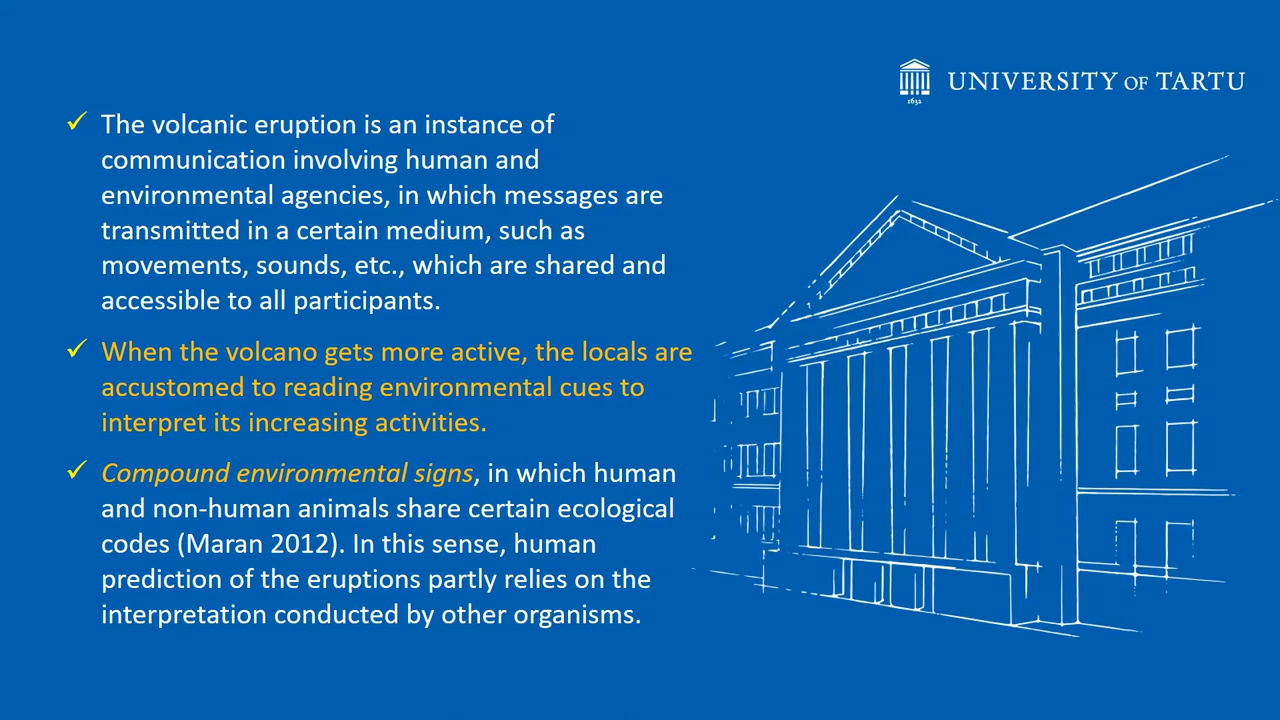 UNIVERSITY OF TARTU
1632
✓ The volcanic eruption is an instance of
communication involving human and
environmental agencies, in which messages are
transmitted in a certain medium, such as
movements, sounds, etc., which are shared and
accessible to all participants.
✓ When the volcano gets more active, the locals are
accustomed to reading environmental cues to
interpret its increasing activities.
✓ Compound environmental signs, in which human
and non-human animals share certain ecological
codes (Maran 2012). In this sense, human
prediction of the eruptions partly relies on the
interpretation conducted by other organisms.